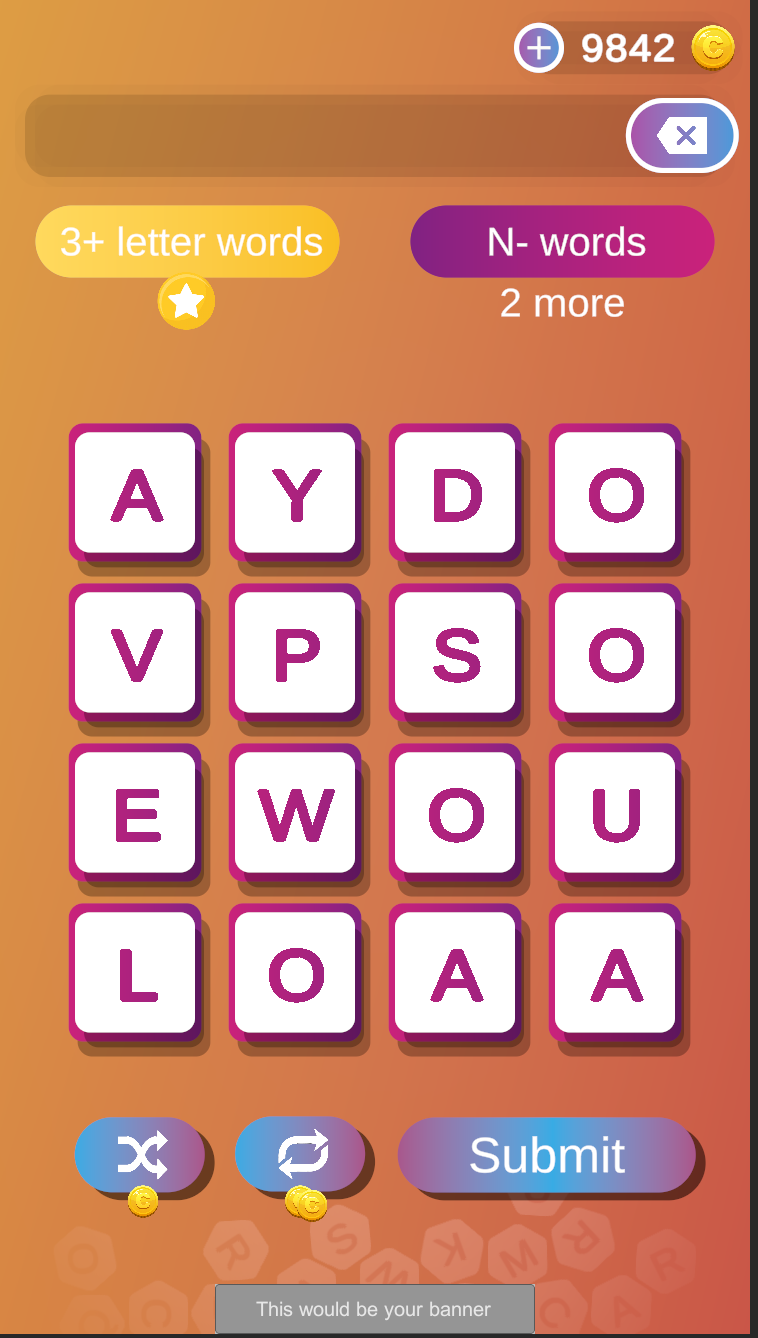 9842
3+ letter words N- words
2 more
A Y D O
V P S O
E W O U
L O A A
Submit
This would be your banner